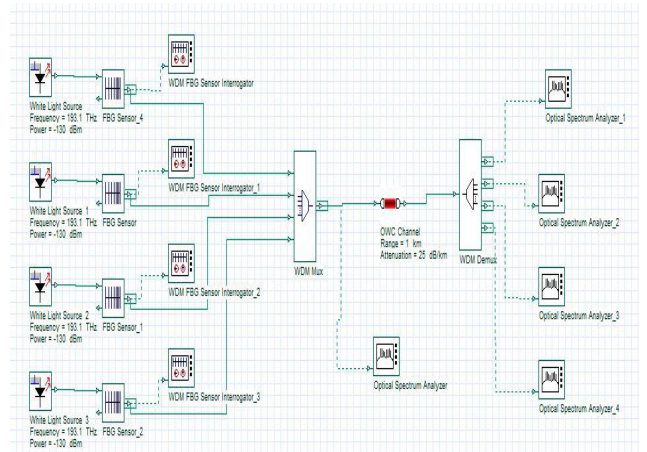 WDM FBG Sensor Interrogator
White Light Source
Frequency = 193.1 THz
Power = -130 dBm
FBG Sensor_4
Optical Spectrum Analyzer_1
WDM FBG Sensor Interrogator_1
White Light Source 1
Frequency = 193.1 THz
Power = -130 dBm
FBG Sensor
Optical Spectrum Analyzer_2
OWC Channel
Range = 1 km
Attenuation = 25 dB/km
WDM Mux
WDM Demux
WDM FBG Sensor Interrogator_2
White Light Source 2
Frequency = 193.1 THz
Power = -130 dBm
FBG Sensor_1
Optical Spectrum Analyzer_3
Optical Spectrum Analyzer
WDM FBG Sensor Interrogator_3
White Light Source 3
Frequency = 193.1 THz
Power = -130 dBm
FBG Sensor_2
Optical Spectrum Analyzer_4